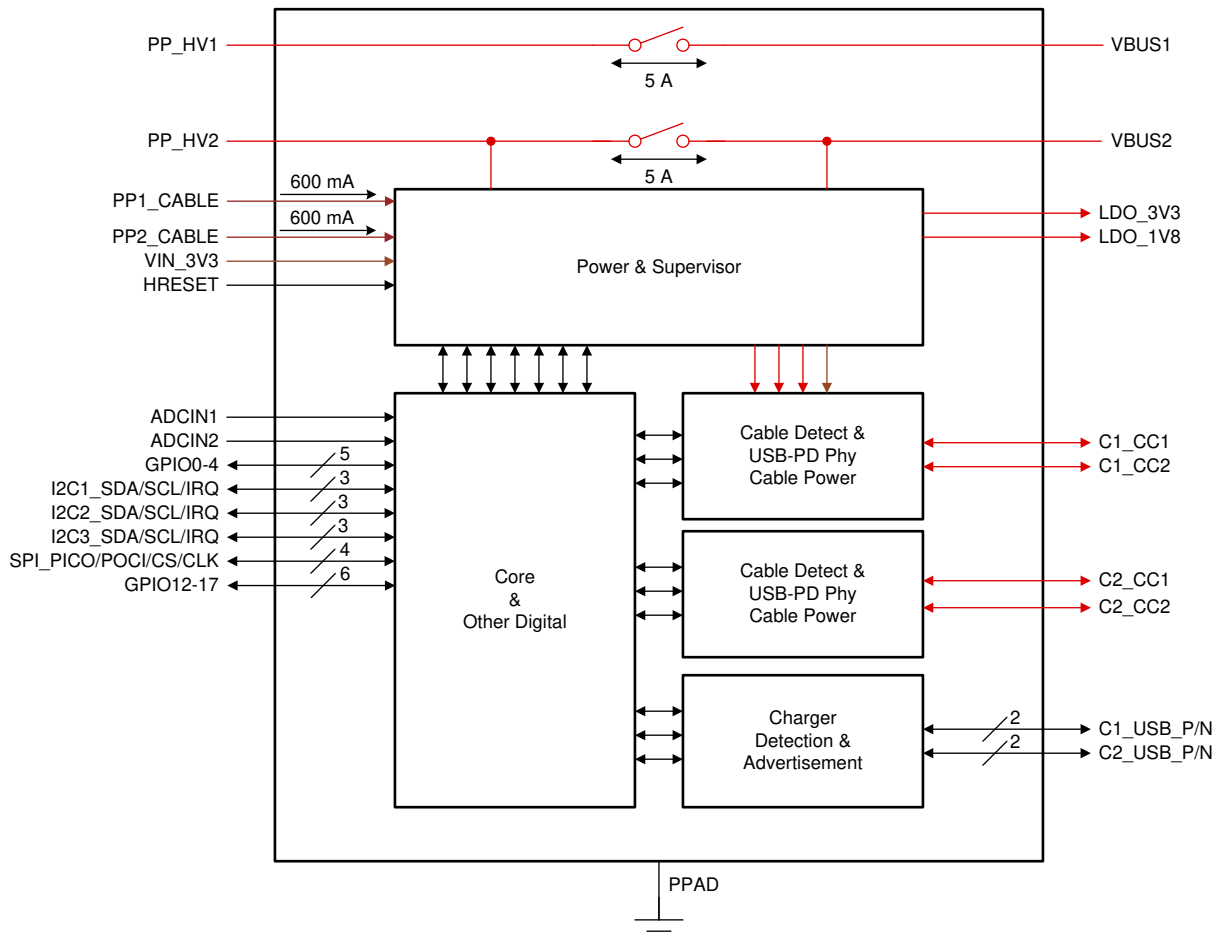 PP_HV1
VBUS1
5 A
PP_HV2
VBUS2
5 A
600 mA
PP1_CABLE
600 mA
PP2_CABLE
VIN_3V3
HRESET
LDO_3V3
LDO_1V8
Power & Supervisor
ADCIN1
ADCIN2
GPIO0-4
5
I2C1_SDA/SCL/IRQ
3
I2C2_SDA/SCL/IRQ
3
I2C3_SDA/SCL/IRQ
3
SPI_PICO/POCI/CS/CLK
4
GPIO12-17
6
Core
&
Other Digital
Cable Detect &
USB-PD Phy
Cable Power
C1_CC1
C1_CC2
Cable Detect &
USB-PD Phy
Cable Power
C2_CC1
C2_CC2
Charger
Detection &
Advertisement
2
C1_USB_P/N
2
C2_USB_P/N
PPAD